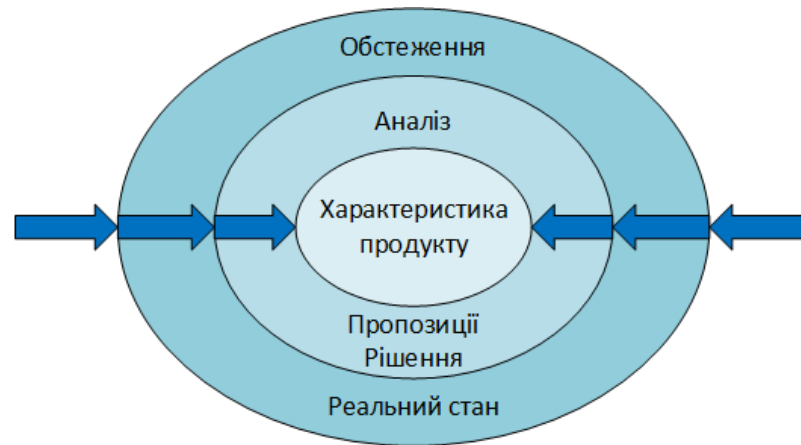 Обстеження
Аналіз
Характеристика
продукту
Пропозиції
Рішення
Реальний стан